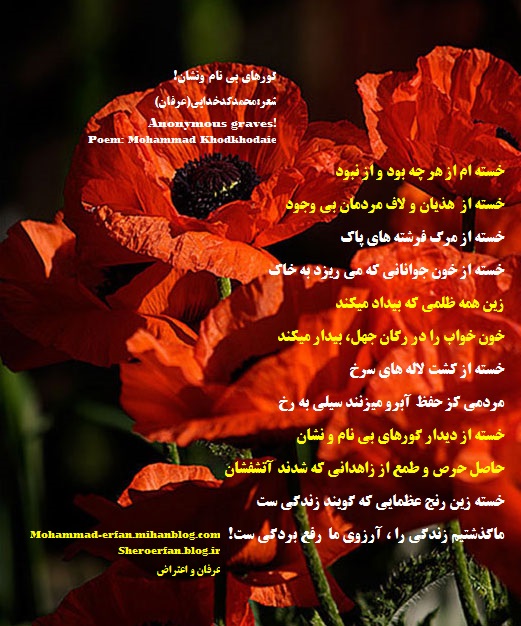 گورهای بی نام ونشان!
شعر:محمدکدخدایی(عرفان)
Anonymous graves!
Poem: Mohammad Khodkhodaie
خسته ام از هر چه بود و از نبود
خسته از هذیان و لاف مردمان بی وجود
خسته از مرگ فرشته های پاک
خسته از خون جوانانی که می ریزد به خاک
زین همه ظلمی که بیداد میکند
خون خواب را در رگان جهل، بیدار میکند
خسته از کشت لاله های سرخ
مردمی کز حفظ آبرو میزنند سیلی به رخ
خسته از دیدار گورهای بی نام و نشان
حاصل حرص و طمع از زاهدانی که شدند آتشفشان
خسته زین رنج عظمایی که گویند زندگی ست
ماگذشتیم زندگی را ، آرزوی ما رفع بردگی ست!
Mohammad-erfan.mihanblog.com
Sheroerfan.blog.ir
عرفان و اعتراض